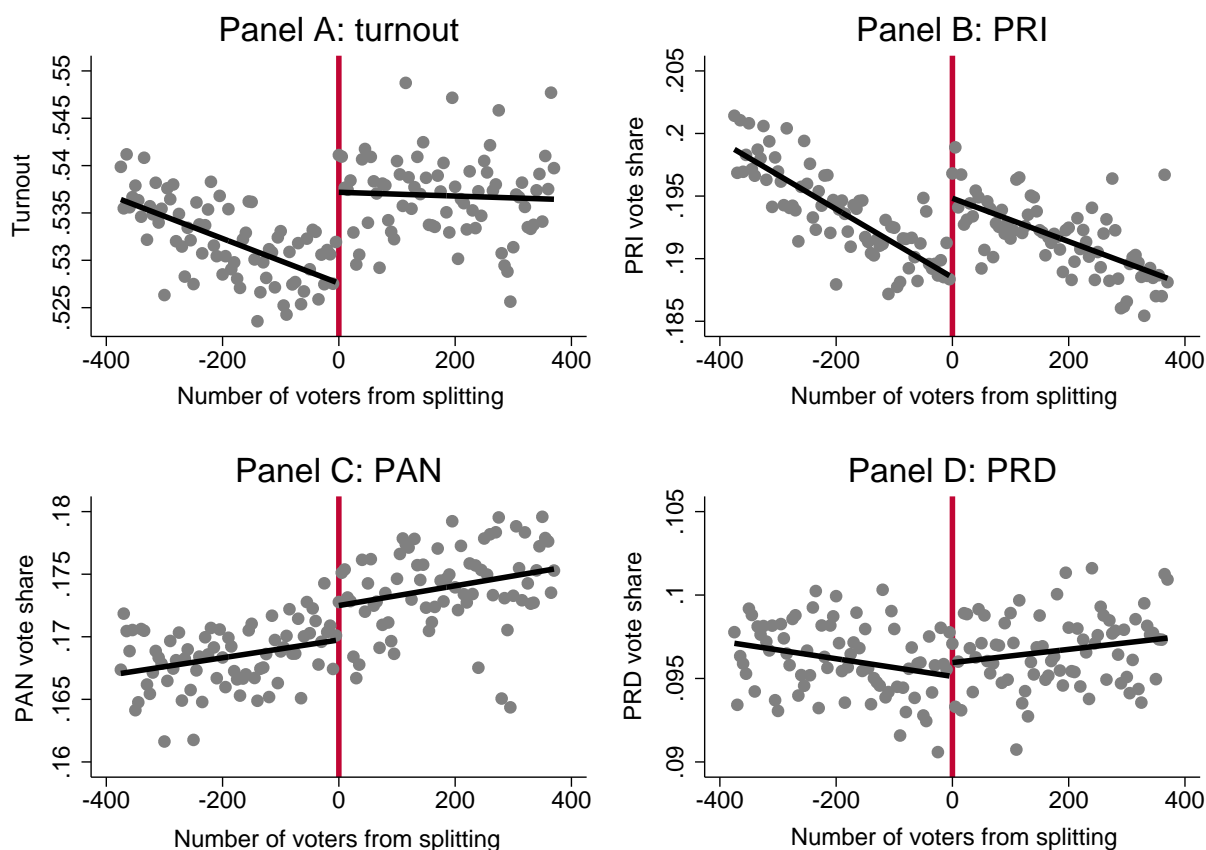 Panel A: turnout
Turnout
.525 .53 .535 .54 .545 .55
-400 -200 0 200 400
Number of voters from splitting
Panel B: PRI
PRI vote share
.185 .19 .195 .2 .205
-400 -200 0 200 400
Number of voters from splitting
Panel C: PAN
PAN vote share
.16 .165 .17 .175 .18
-400 -200 0 200 400
Number of voters from splitting
Panel D: PRD
PRD vote share
.09 .095 .1 .105
-400 -200 0 200 400
Number of voters from splitting